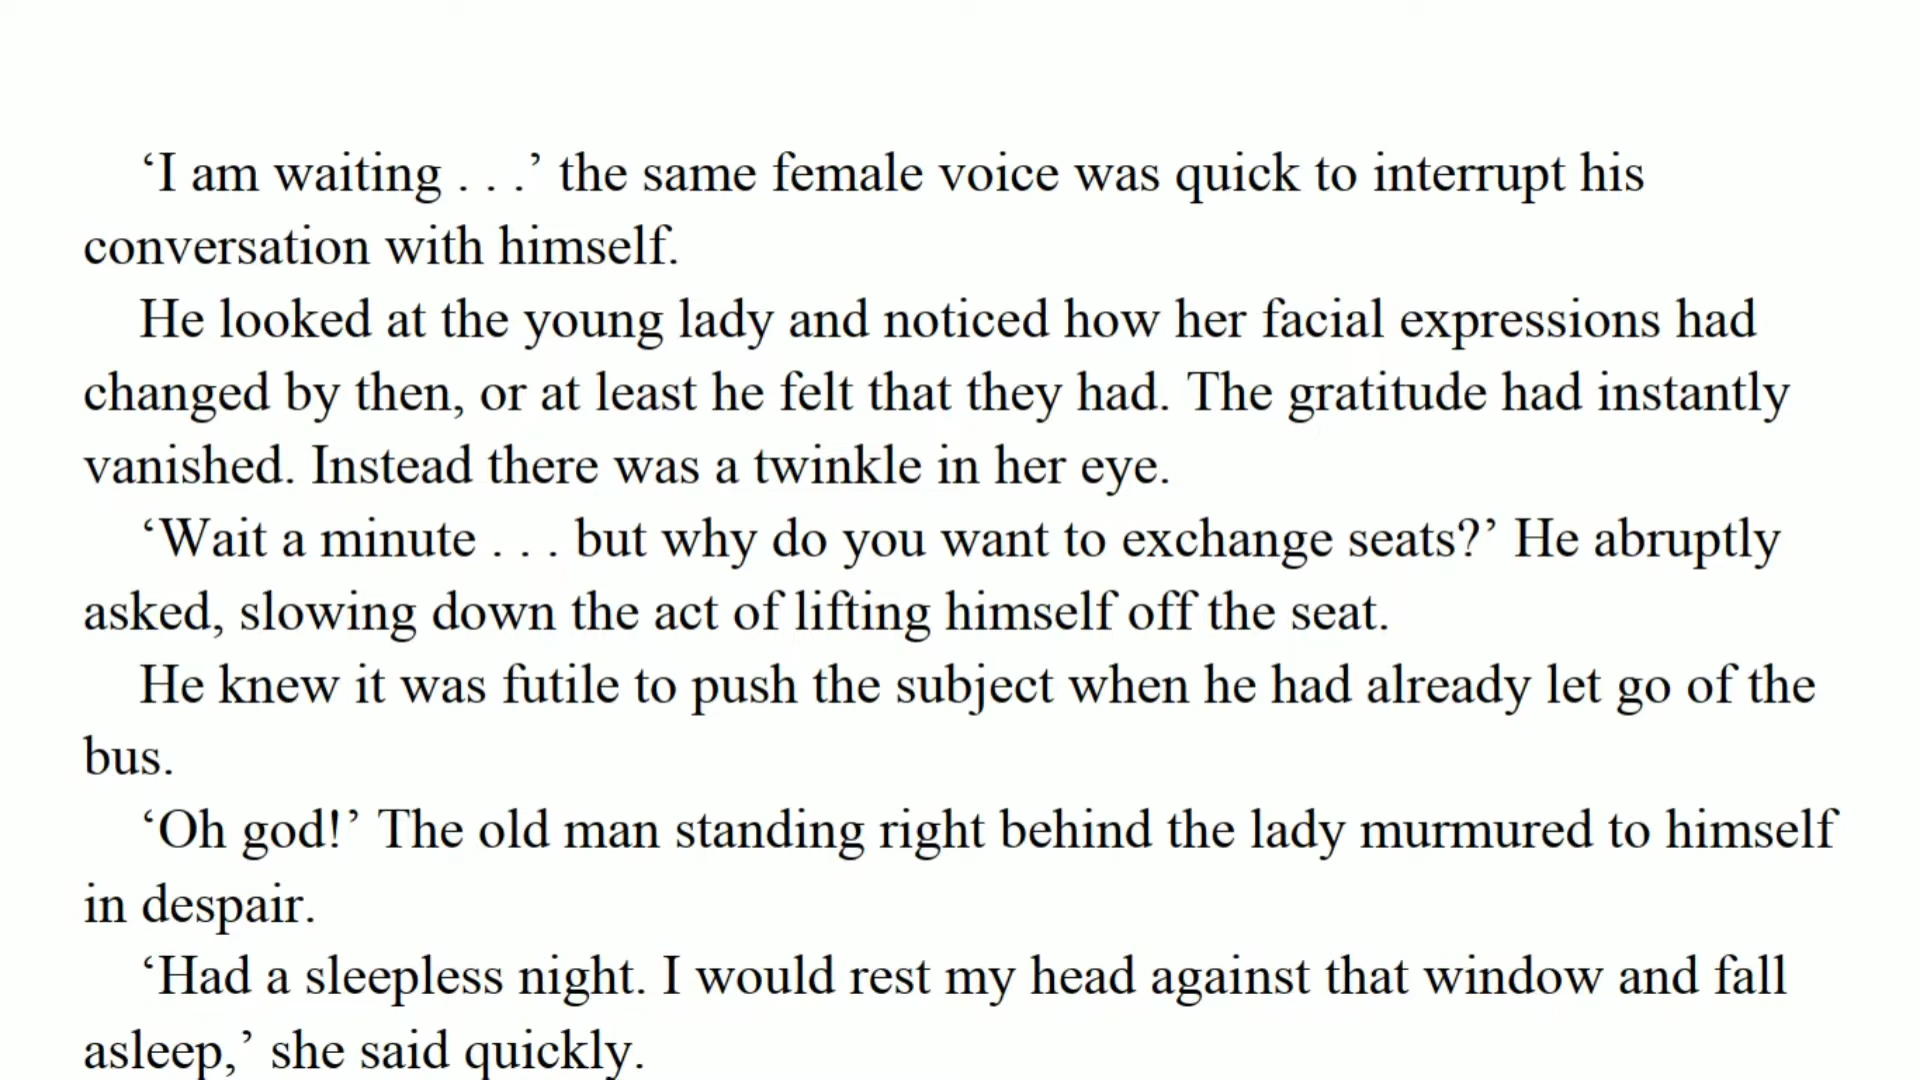 ‘I am waiting . . .’ the same female voice was quick to interrupt his
conversation with himself.
He looked at the young lady and noticed how her facial expressions had
changed by then, or at least he felt that they had. The gratitude had instantly
vanished. Instead there was a twinkle in her eye.
‘Wait a minute . . . but why do you want to exchange seats?’ He abruptly
asked, slowing down the act of lifting himself off the seat.
He knew it was futile to push the subject when he had already let go of the
bus.
‘Oh god!’ The old man standing right behind the lady murmured to himself
in despair.
‘Had a sleepless night. I would rest my head against that window and fall
asleep,’ she said quickly.